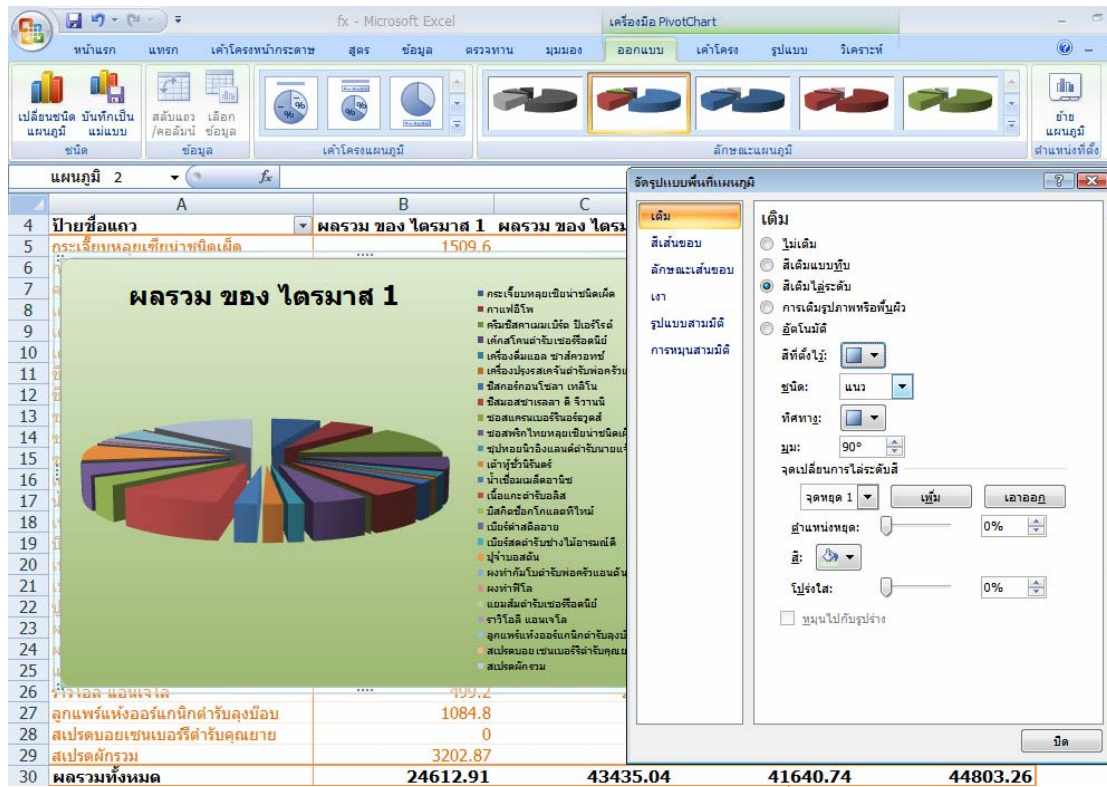 fx - Microsoft Excel
เครื่องมือ PivotChart
หน้าแรก แทรก เค้าโครงหน้ากระดาษ สูตร ข้อมูล ตรวจทาน มุมมอง ออกแบบ เค้าโครง รูปแบบ วิเคราะห์
เปลี่ยนชนิดแผนภูมิ
บันทึกเป็นแม่แบบ
สลับแถว/คอลัมน์
เลือกข้อมูล
ย้ายแผนภูมิ
ชนิด ข้อมูล เค้าโครงแผนภูมิ ลักษณะแผนภูมิ ตำแหน่งที่ตั้ง
แผนภูมิ 2 fx
A B C
4 ป้ายชื่อแถว ผลรวม ของ ไตรมาส 1 ผลรวม ของ ไตรม
5 กระเจี๊ยบหลุยเซียน่าชนิดเผ็ด 1509.6
6
7
8
9
10
11
12
13
14
15
16
17
18
19
20
21
22
23
24
25
ผลรวม ของ ไตรมาส 1
กระเจี๊ยบหลุยเซียน่าชนิดเผ็ด
กาแฟอิโพ
ครีมชีสคาเมมเบิร์ต ปิแอร์โรต์
เค้กสโคนตำรับเชอร์ร็อดนีย์
เครื่องดื่มแอล ซาส์ควอทช์
เครื่องปรุงรสเคจันตำรับพ่อครัวแ
ชีสกอร์กอนโซลา เทลิโน
ชีสมอสซาเรลลา ดิ จิวานนี
ซอสแครนเบอร์รีนอร์ธวูดส์
ซอสพริกไทยหลุยเซียน่าชนิดเผ็
ซุปหอยนิวอิงแลนด์ตำรับนายแจ็
เต้าหู้ชั่วนิรันดร์
น้ำเชื่อมเมล็ดอานิช
เนื้อแกะตำรับอลิส
บิสกิตช็อกโกแลตทีไทม์
เบียร์ดำสตีลอาย
เบียร์สดตำรับช่างไม้อารมณ์ดี
ปูจ๋าบอสตัน
ผงทำกัมโบตำรับพ่อครัวแอนตัน
ผงทำฟิโล
แยมส้มตำรับเซอร์ร็อดนีย์
ราวิโอลี แอนเจโล
ลูกแพร์แห้งออร์แกนิกตำรับลุงบ๊
สเปรดบอยเซนเบอร์รีตำรับคุณย
สเปรดผักรวม
26 ราวิโอลี แอนเจโล 499.2
27 ลูกแพร์แห้งออร์แกนิกตำรับลุงบ๊อบ 1084.8
28 สเปรดบอยเซนเบอร์รีตำรับคุณยาย 0
29 สเปรดผักรวม 3202.87
30 ผลรวมทั้งหมด 24612.91 43435.04 41640.74 44803.26
จัดรูปแบบพื้นที่แผนภูมิ
เติม
สีเส้นขอบ
ลักษณะเส้นขอบ
เงา
รูปแบบสามมิติ
การหมุนสามมิติ
เติม
ไม่เติม
สีเติมแบบทึบ
สีเติมไล่ระดับ
การเติมรูปภาพหรือพื้นผิว
อัตโนมัติ
สีที่ตั้งไว้:
ชนิด: แนว
ทิศทาง:
มุม: 90°
จุดเปลี่ยนการไล่ระดับสี
จุดหยุด 1 เพิ่ม เอาออก
ตำแหน่งหยุด: 0%
สี:
โปร่งใส: 0%
หมุนไปกับรูปร่าง
ปิด